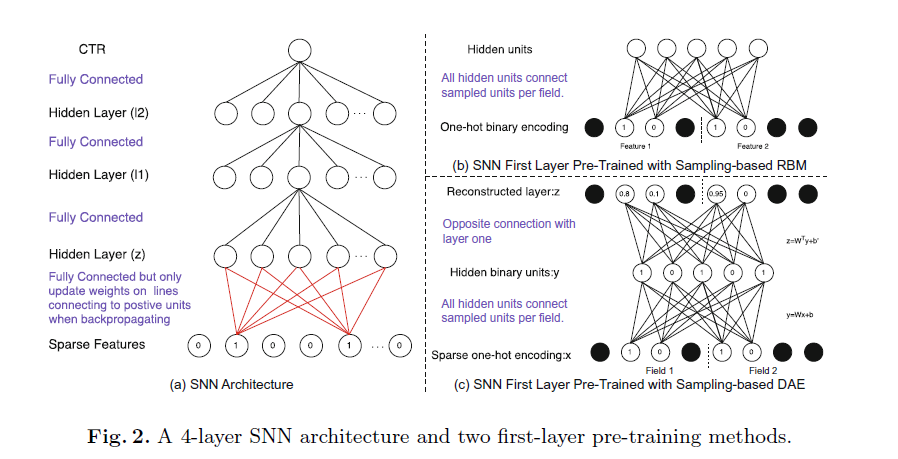 CTR
Fully Connected
Hidden Layer (l2)
Fully Connected
Hidden Layer (l1)
Fully Connected
Hidden Layer (z)
Fully Connected but only
update weights on lines
connecting to postive units
when backpropagating
Sparse Features
0 1 0 0 1 ... 0
(a) SNN Architecture
Hidden units
All hidden units connect
sampled units per field.
One-hot binary encoding
1 0 1 0
Feature 1 Feature 2
(b) SNN First Layer Pre-Trained with Sampling-based RBM
Reconstructed layer:z
0.8 0.1 0.95 0
Opposite connection with
layer one
z=Wᵀy+b'
Hidden binary units:y
1 0 1 0 1
All hidden units connect
sampled units per field.
y=Wx+b
Sparse one-hot encoding:x
1 0 1 0
Field 1 Field 2
(c) SNN First Layer Pre-Trained with Sampling-based DAE
Fig. 2. A 4-layer SNN architecture and two first-layer pre-training methods.